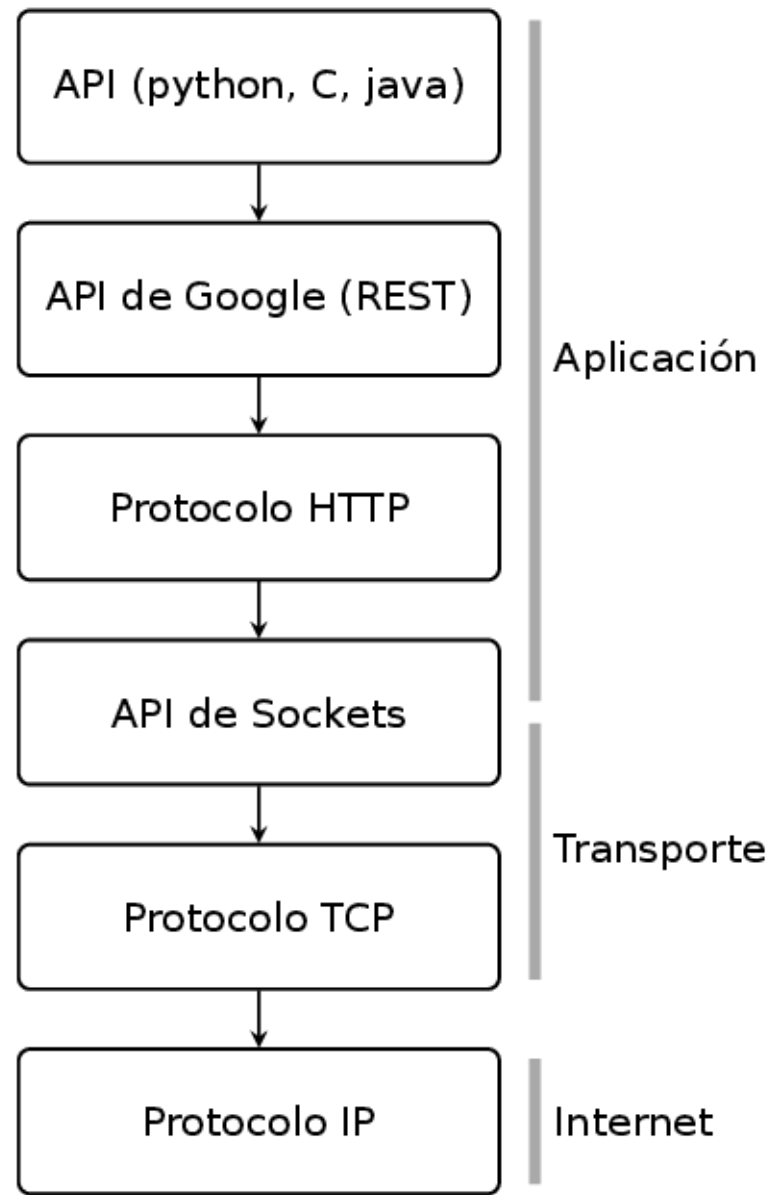 API (python, C, java)
API de Google (REST)
Aplicación
Protocolo HTTP
API de Sockets
Transporte
Protocolo TCP
Protocolo IP
Internet